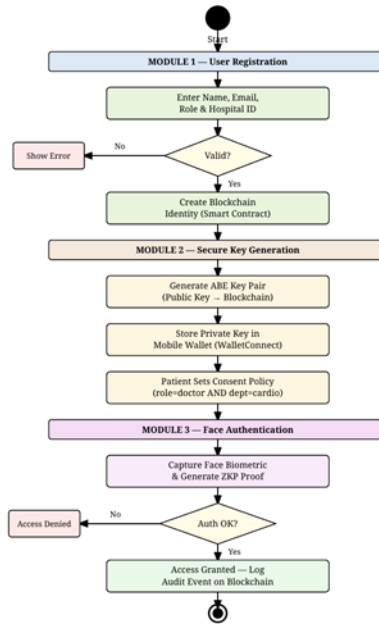 Start
MODULE 1 — User Registration
Enter Name, Email,
Role & Hospital ID
Valid?
No
Show Error
Yes
Create Blockchain
Identity (Smart Contract)
MODULE 2 — Secure Key Generation
Generate ABE Key Pair
(Public Key → Blockchain)
Store Private Key in
Mobile Wallet (WalletConnect)
Patient Sets Consent Policy
(role=doctor AND dept=cardio)
MODULE 3 — Face Authentication
Capture Face Biometric
& Generate ZKP Proof
Auth OK?
No
Access Denied
Yes
Access Granted — Log
Audit Event on Blockchain